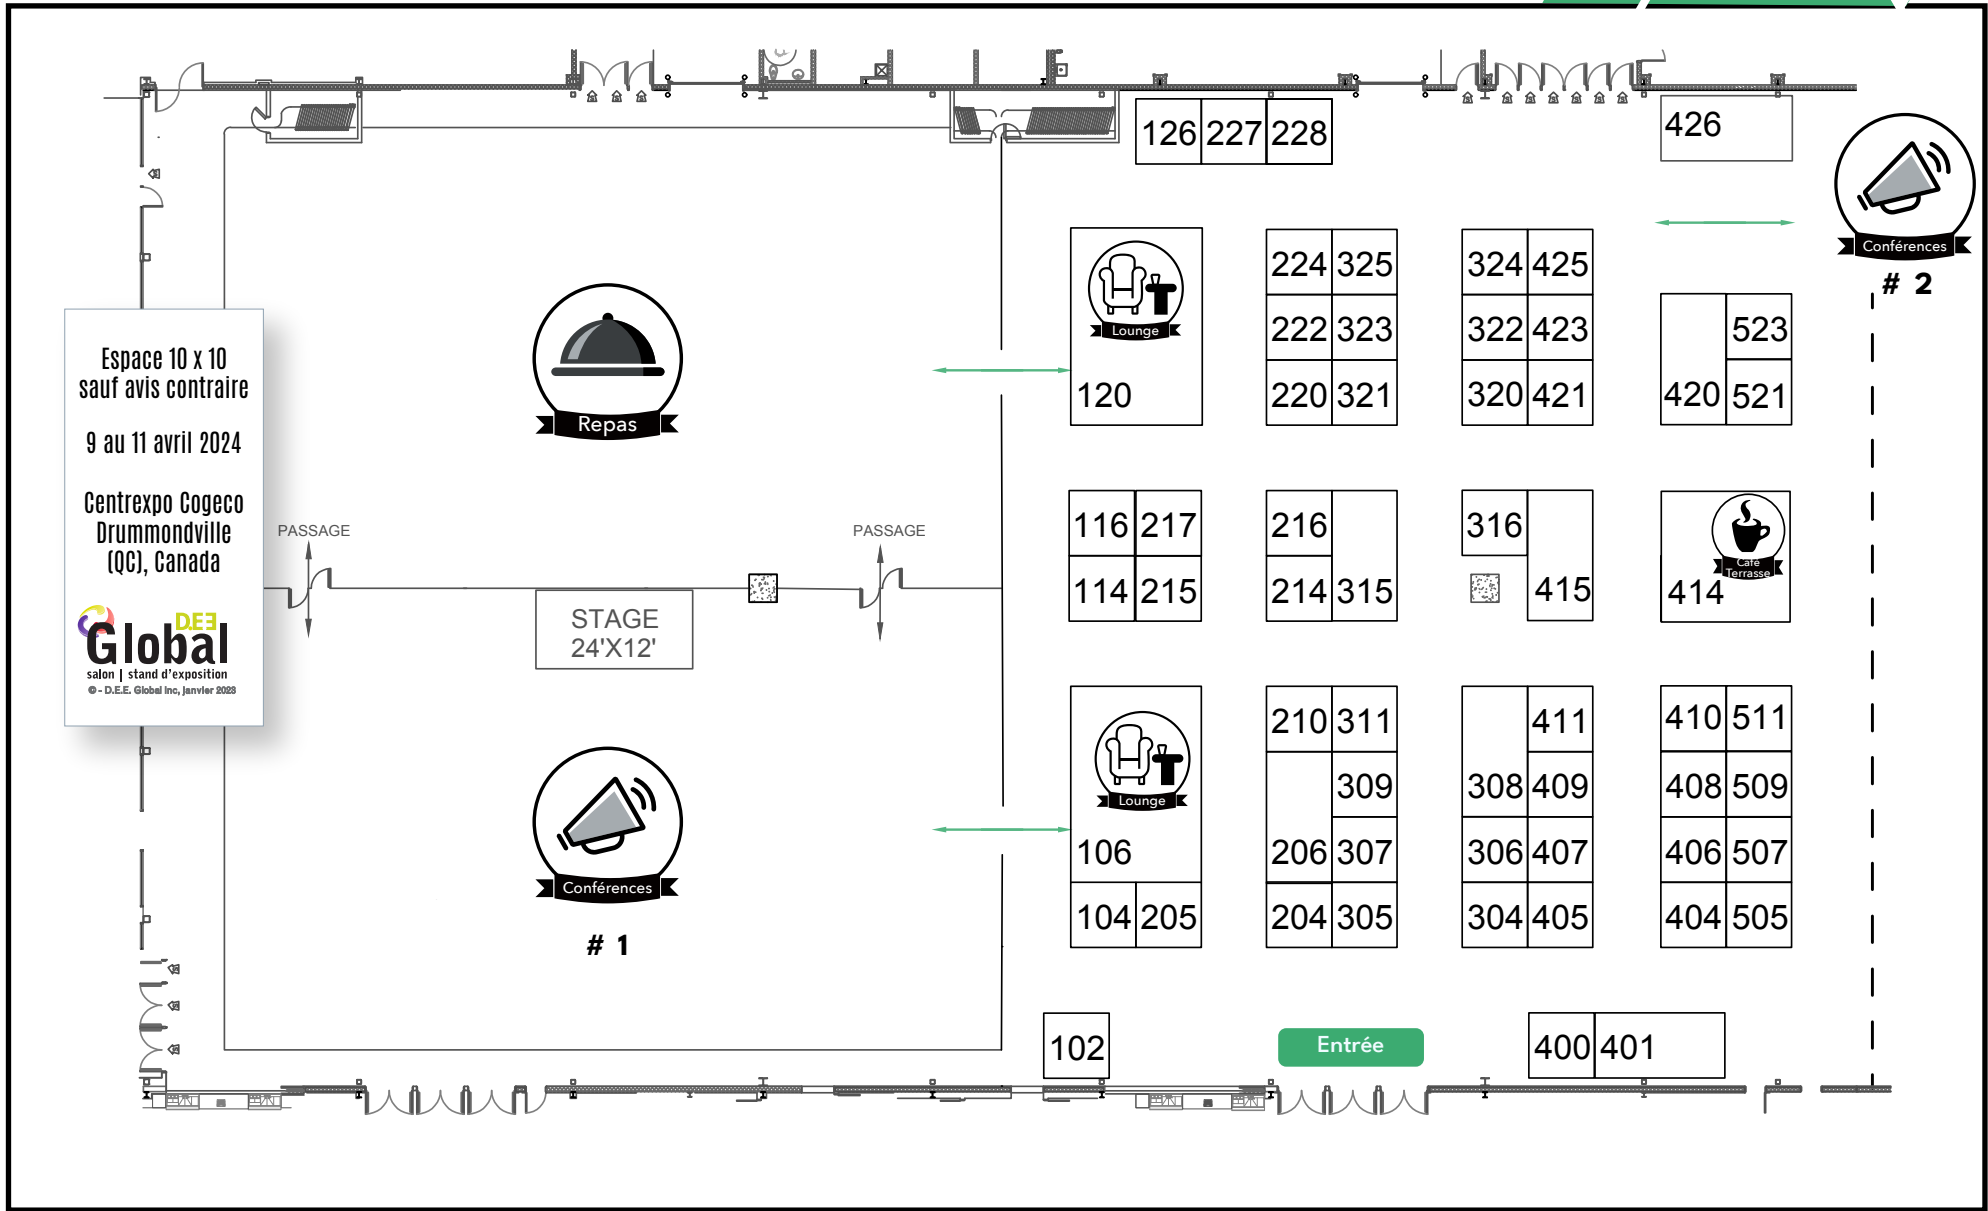 126 227 228
426
Conférences
# 2
Lounge
120
224 325
222 323
220 321
324 425
322 423
320 421
523
420 521
Espace 10 x 10
sauf avis contraire
9 au 11 avril 2024
Centrexpo Cogeco
Drummondville
(QC), Canada
D.E.E
Global
salon | stand d'exposition
© - D.E.E. Global inc, janvier 2023
Repas
PASSAGE
PASSAGE
STAGE
24'X12'
116 217
114 215
216
214 315
316
415
Café
Terrasse
414
Conférences
# 1
Lounge
106
104 205
210 311
309
206 307
204 305
411
308 409
306 407
304 405
410 511
408 509
406 507
404 505
102
Entrée
400 401